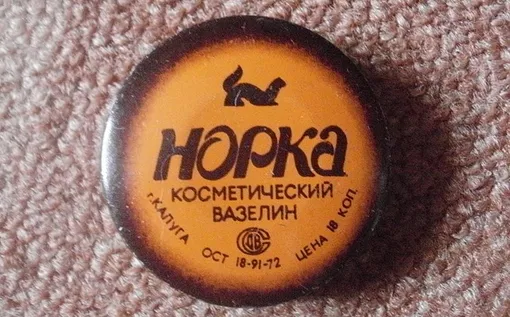 НОРКА
КОСМЕТИЧЕСКИЙ
ВАЗЕЛИН
г. КАЛУГА ОСТ 18-91-72 ЦЕНА 18 КОП.